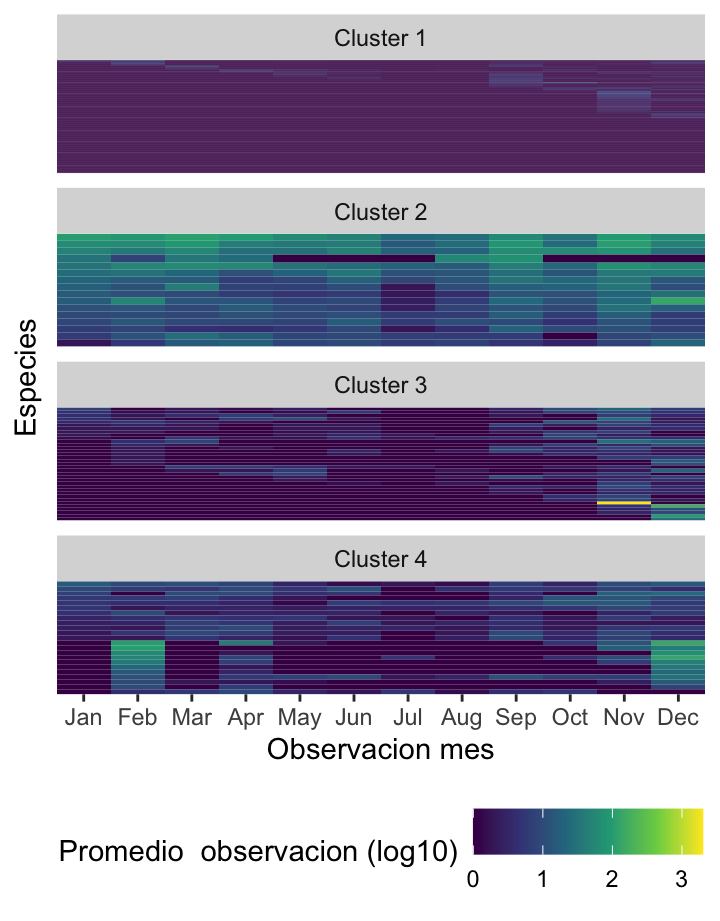 Cluster 1
Cluster 2
Cluster 3
Cluster 4
Especies
Jan Feb Mar Apr May Jun Jul Aug Sep Oct Nov Dec
Observacion mes
Promedio  observacion (log10)
0 1 2 3